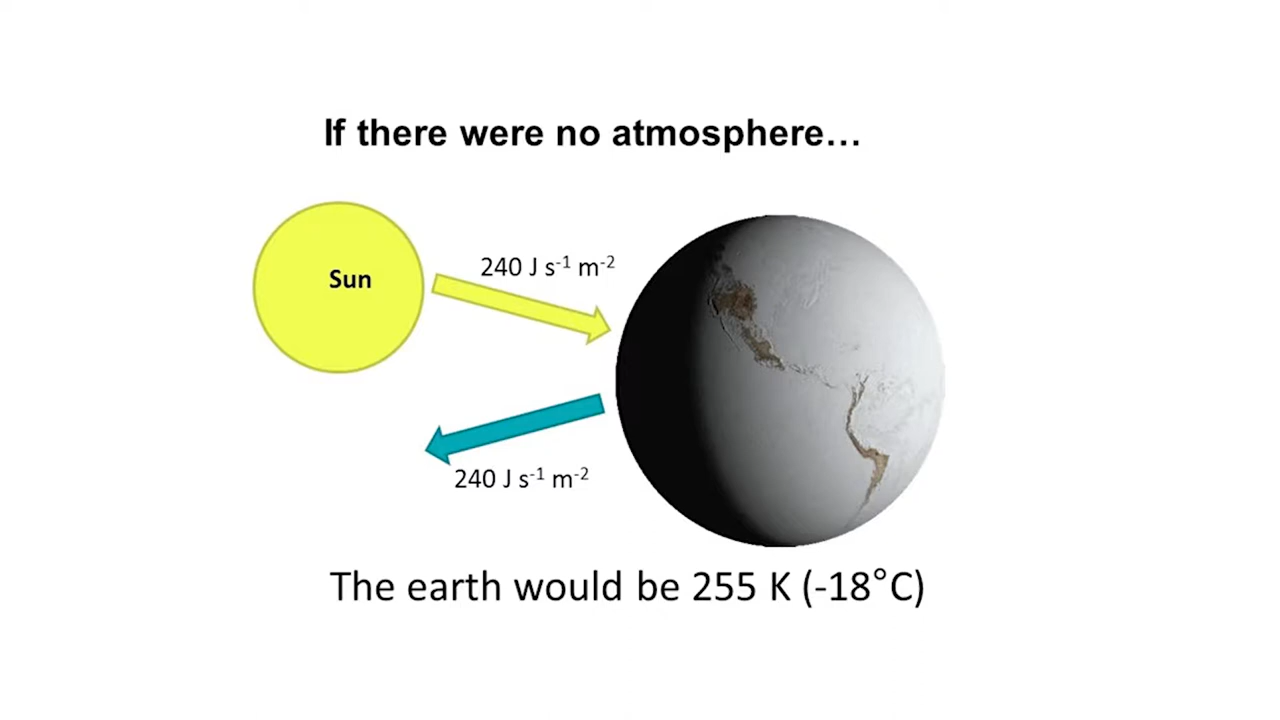 If there were no atmosphere…
Sun
240 J s⁻¹ m⁻²
240 J s⁻¹ m⁻²
The earth would be 255 K (-18°C)